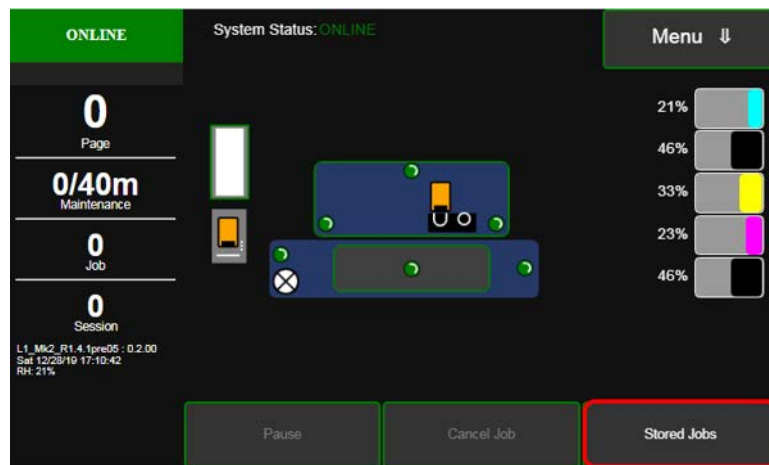 ONLINE
System Status: ONLINE
Menu ⇓
0
Page
0/40m
Maintenance
0
Job
0
Session
L1_Mk2_R1.4.1pre05 : 0.2.00
Sat 12/28/19 17:10:42
RH: 21%
21%
46%
33%
23%
46%
Pause
Cancel Job
Stored Jobs